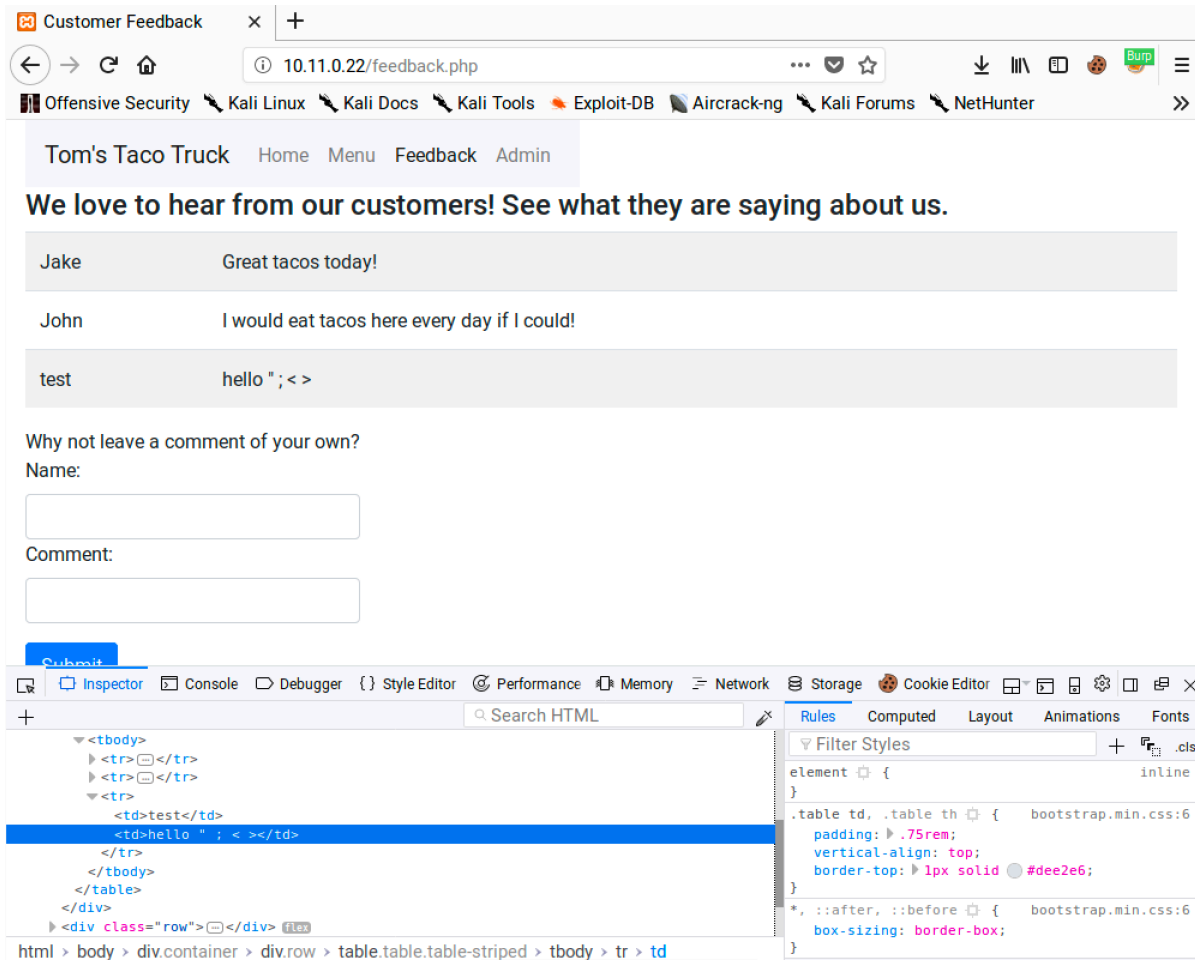 Customer Feedback
10.11.0.22/feedback.php
Burp
Offensive Security Kali Linux Kali Docs Kali Tools Exploit-DB Aircrack-ng Kali Forums NetHunter
Tom's Taco Truck Home Menu Feedback Admin
We love to hear from our customers! See what they are saying about us.
Jake Great tacos today!
John I would eat tacos here every day if I could!
test hello " ; < >
Why not leave a comment of your own?
Name:
Comment:
Submit
Inspector Console Debugger { } Style Editor Performance Memory Network Storage Cookie Editor
+ Search HTML
<tbody>
<tr>…</tr>
<tr>…</tr>
<tr>
<td>test</td>
<td>hello " ; < ></td>
</tr>
</tbody>
</table>
</div>
<div class="row">…</div> flex
html > body > div.container > div.row > table.table.table-striped > tbody > tr > td
Rules Computed Layout Animations Fonts
Filter Styles + .cls
element { inline
}
.table td, .table th { bootstrap.min.css:6
padding: .75rem;
vertical-align: top;
border-top: 1px solid #dee2e6;
}
*, ::after, ::before { bootstrap.min.css:6
box-sizing: border-box;
}